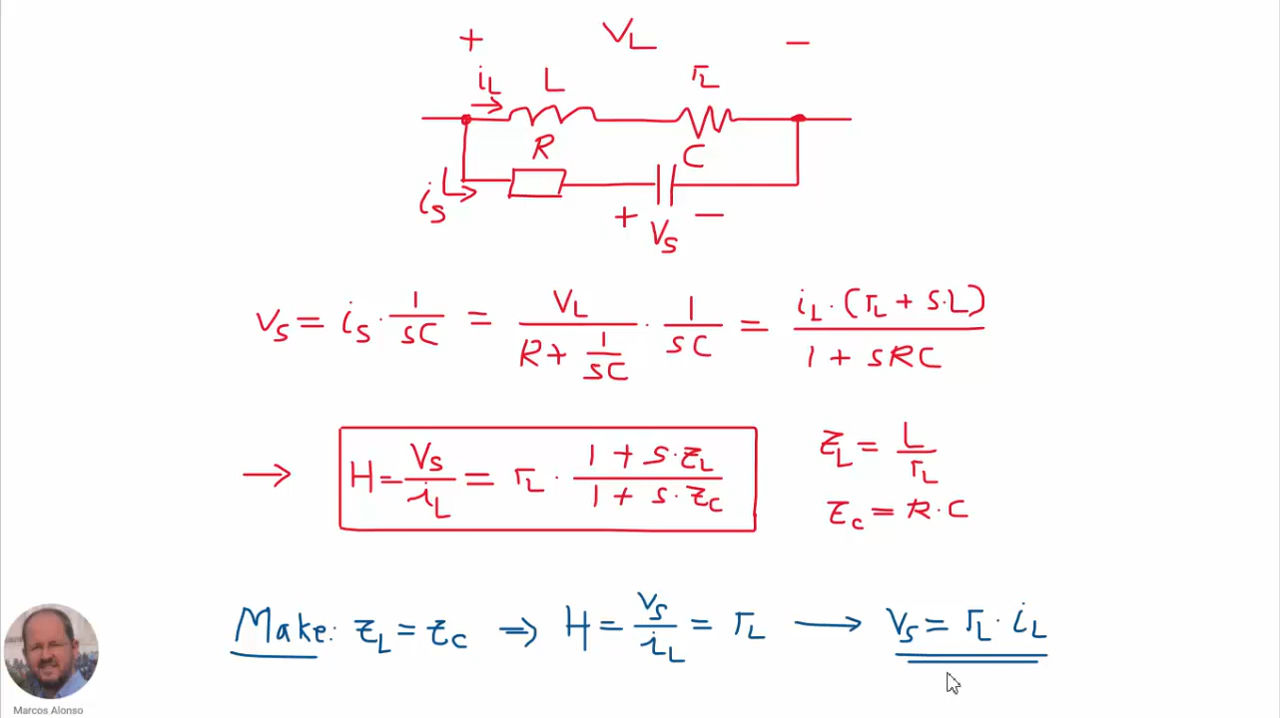 + V_L −
i_L L r_L
R C
i_s
+ V_s −
V_s = i_s · 1/(sC) = V_L/(R + 1/(sC)) · 1/(sC) = i_L · (r_L + s·L)/(1 + sRC)
→ H = V_s/i_L = r_L · (1 + s·τ_L)/(1 + s·τ_C) τ_L = L/r_L
τ_c = R·C
Make: τ_L = τ_C ⇒ H = V_s/i_L = r_L → V_s = r_L · i_L
Marcos Alonso